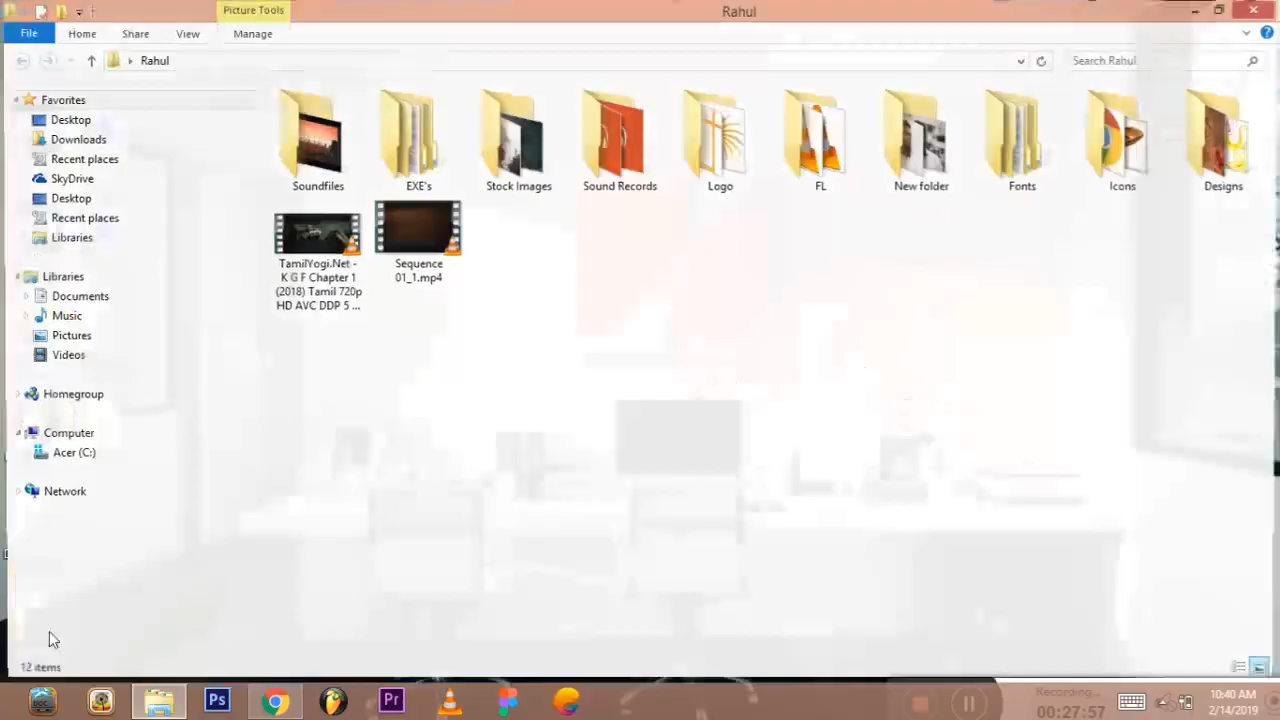 Picture Tools
Rahul
File
Home
Share
View
Manage
Rahul
Search Rahul
Favorites
Desktop
Downloads
Recent places
SkyDrive
Desktop
Recent places
Libraries
Libraries
Documents
Music
Pictures
Videos
Homegroup
Computer
Acer (C:)
Network
Soundfiles
EXE's
Stock Images
Sound Records
Logo
FL
New folder
Fonts
Icons
Designs
TamilYogi.Net -
K G F Chapter 1
(2018) Tamil 720p
HD AVC DDP 5 ...
Sequence
01_1.mp4
12 items
Ps
Pr
Recording...
00:27:57
10:40 AM
2/14/2019